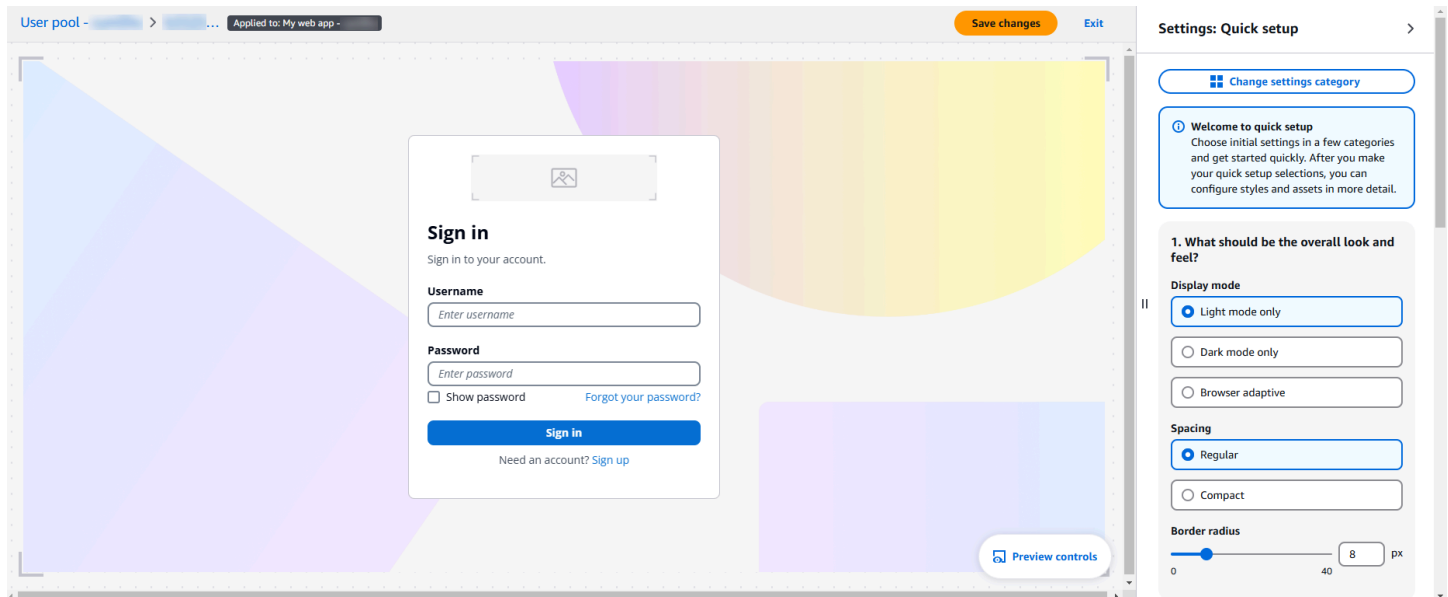 User pool - > ... Applied to: My web app -
Save changes
Exit
Sign in
Sign in to your account.
Username
Enter username
Password
Enter password
Show password Forgot your password?
Sign in
Need an account? Sign up
Preview controls
Settings: Quick setup
Change settings category
Welcome to quick setup
Choose initial settings in a few categories
and get started quickly. After you make
your quick setup selections, you can
configure styles and assets in more detail.
1. What should be the overall look and
feel?
Display mode
Light mode only
Dark mode only
Browser adaptive
Spacing
Regular
Compact
Border radius
8 px
0 40